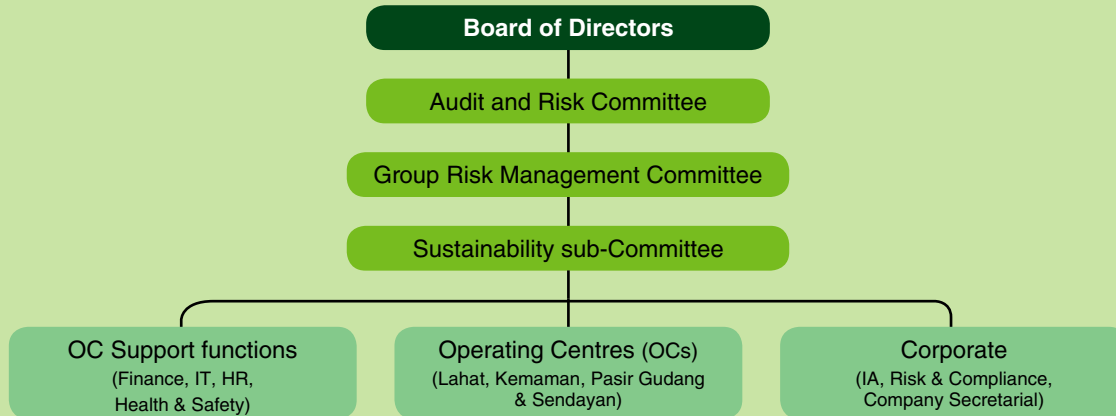 Board of Directors
Audit and Risk Committee
Group Risk Management Committee
Sustainability sub-Committee
OC Support functions
(Finance, IT, HR,
Health & Safety)
Operating Centres (OCs)
(Lahat, Kemaman, Pasir Gudang
& Sendayan)
Corporate
(IA, Risk & Compliance,
Company Secretarial)